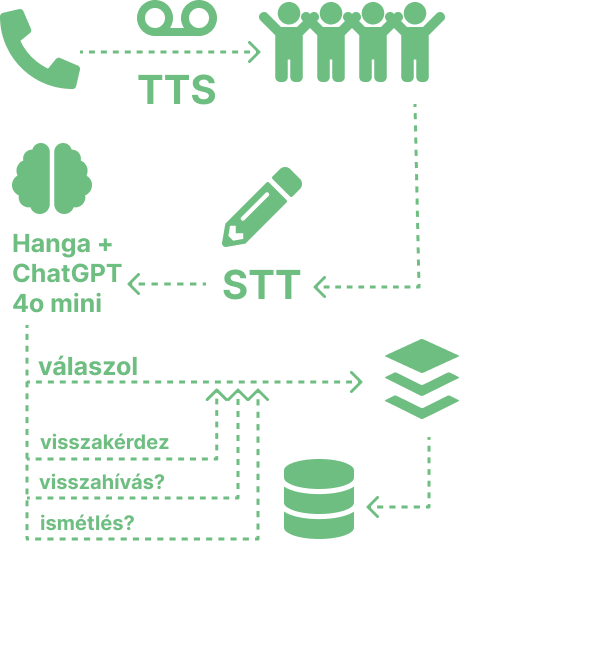 TTS
STT
Hanga +
ChatGPT
4o mini
válaszol
visszakérdez
visszahívás?
ismétlés?